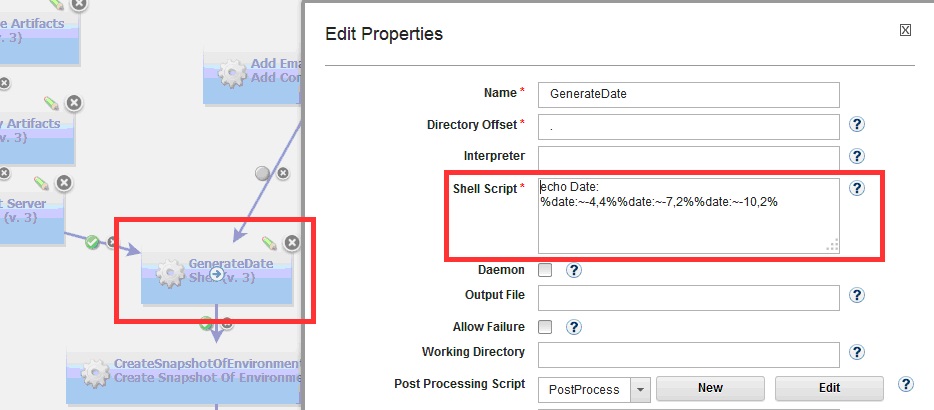 e Artifacts
(v. 3)
Add Ema
Add Cor
y Artifacts
v. 3)
t Server
(v. 3)
GenerateDate
Shell (v. 3)
CreateSnapshotOfEnvironment
Create Snapshot Of Environme
Edit Properties
X
Name *
GenerateDate
Directory Offset *
.
?
Interpreter
?
Shell Script *
echo Date:
%date:~-4,4%%date:~-7,2%%date:~-10,2%
?
Daemon
?
Output File
?
Allow Failure
?
Working Directory
?
Post Processing Script
PostProcess
New
Edit
?